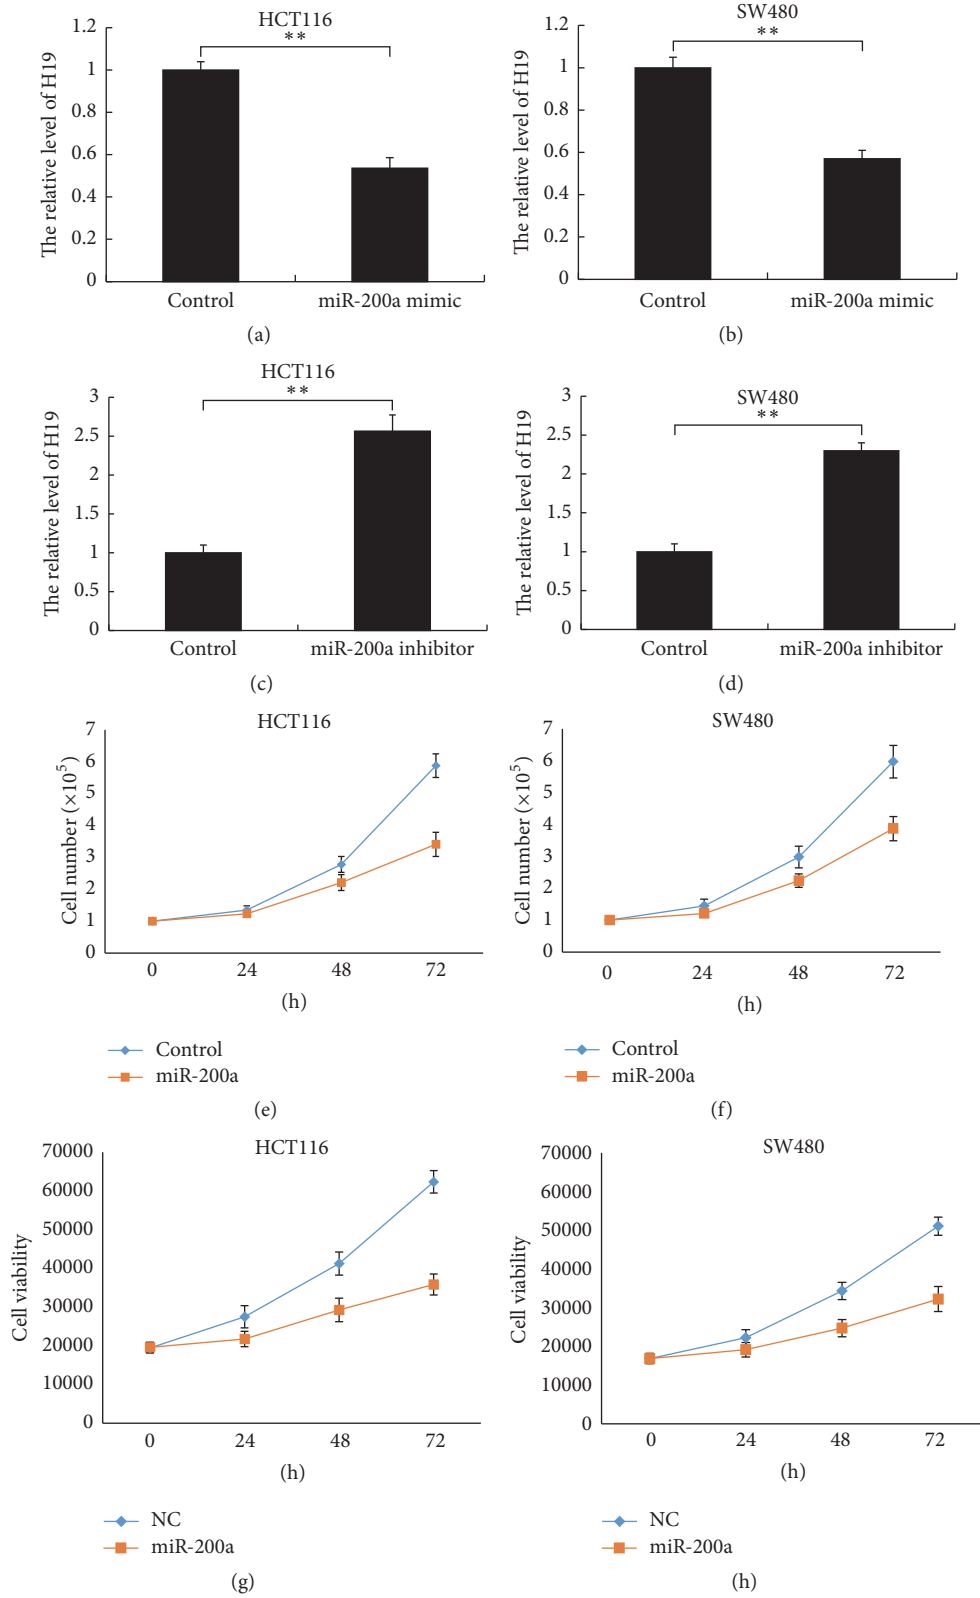 HCT116
**
The relative level of H19
1.2
1
0.8
0.6
0.4
0.2
0
Control miR-200a mimic
(a)
SW480
**
The relative level of H19
1.2
1
0.8
0.6
0.4
0.2
0
Control miR-200a mimic
(b)
HCT116
**
The relative level of H19
3
2.5
2
1.5
1
0.5
0
Control miR-200a inhibitor
(c)
SW480
**
The relative level of H19
3
2.5
2
1.5
1
0.5
0
Control miR-200a inhibitor
(d)
HCT116
Cell number (×10⁵)
7
6
5
4
3
2
1
0
0 24 48 72
(h)
Control
miR-200a
(e)
SW480
Cell number (×10⁵)
7
6
5
4
3
2
1
0
0 24 48 72
(h)
Control
miR-200a
(f)
HCT116
Cell viability
70000
60000
50000
40000
30000
20000
10000
0
0 24 48 72
(h)
NC
miR-200a
(g)
SW480
Cell viability
70000
60000
50000
40000
30000
20000
10000
0
0 24 48 72
(h)
NC
miR-200a
(h)